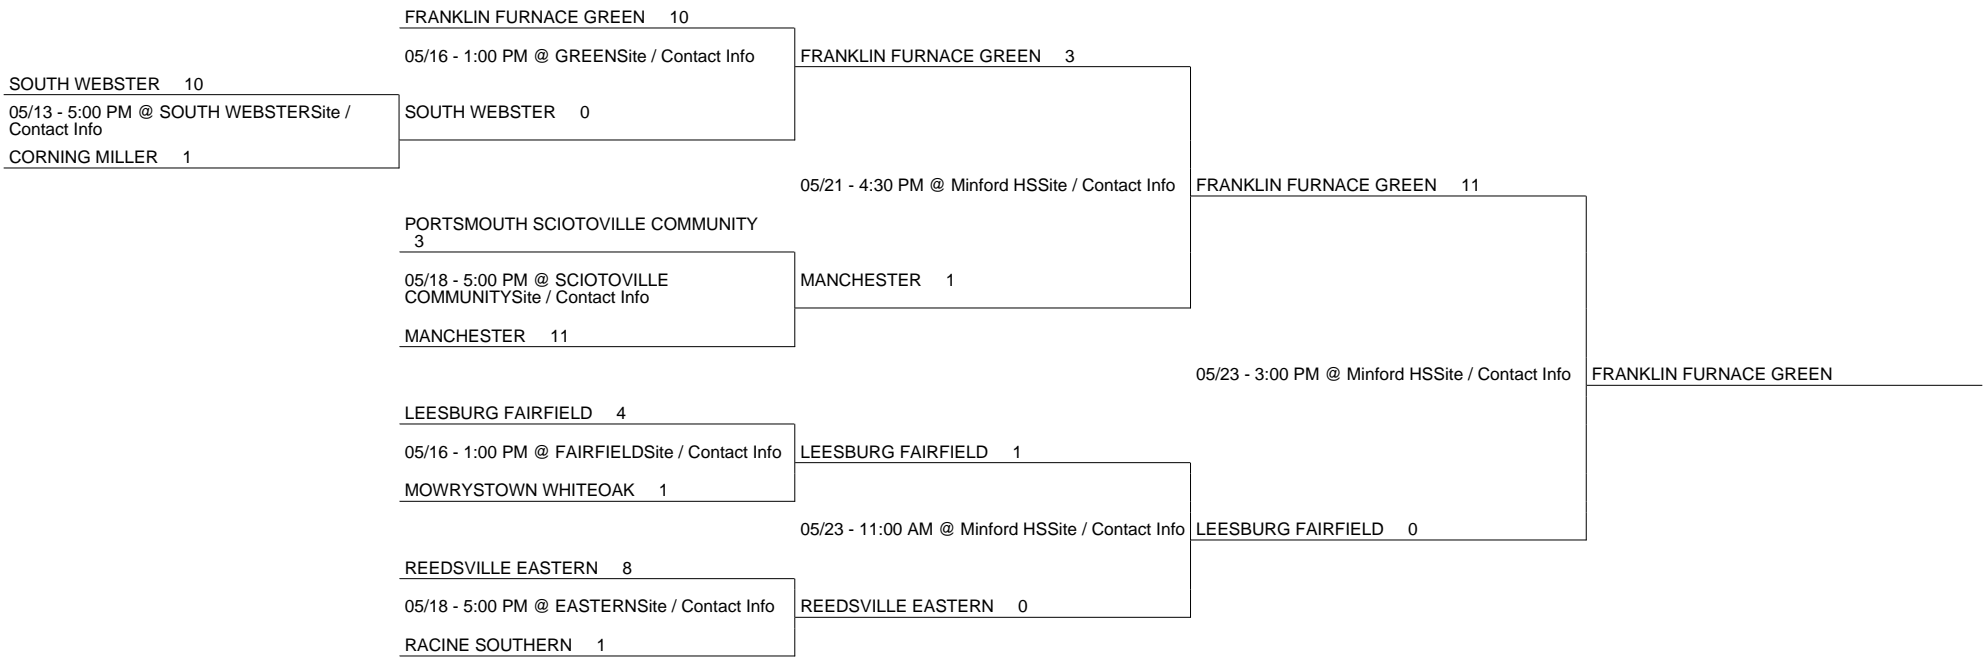 SOUTH WEBSTER 10
05/13 - 5:00 PM @ SOUTH WEBSTERSite /
Contact Info
CORNING MILLER 1
FRANKLIN FURNACE GREEN 10
05/16 - 1:00 PM @ GREENSite / Contact Info
SOUTH WEBSTER 0
PORTSMOUTH SCIOTOVILLE COMMUNITY
3
05/18 - 5:00 PM @ SCIOTOVILLE
COMMUNITYSite / Contact Info
MANCHESTER 11
LEESBURG FAIRFIELD 4
05/16 - 1:00 PM @ FAIRFIELDSite / Contact Info
MOWRYSTOWN WHITEOAK 1
REEDSVILLE EASTERN 8
05/18 - 5:00 PM @ EASTERNSite / Contact Info
RACINE SOUTHERN 1
FRANKLIN FURNACE GREEN 3
05/21 - 4:30 PM @ Minford HSSite / Contact Info
MANCHESTER 1
LEESBURG FAIRFIELD 1
05/23 - 11:00 AM @ Minford HSSite / Contact Info
REEDSVILLE EASTERN 0
FRANKLIN FURNACE GREEN 11
05/23 - 3:00 PM @ Minford HSSite / Contact Info
LEESBURG FAIRFIELD 0
FRANKLIN FURNACE GREEN